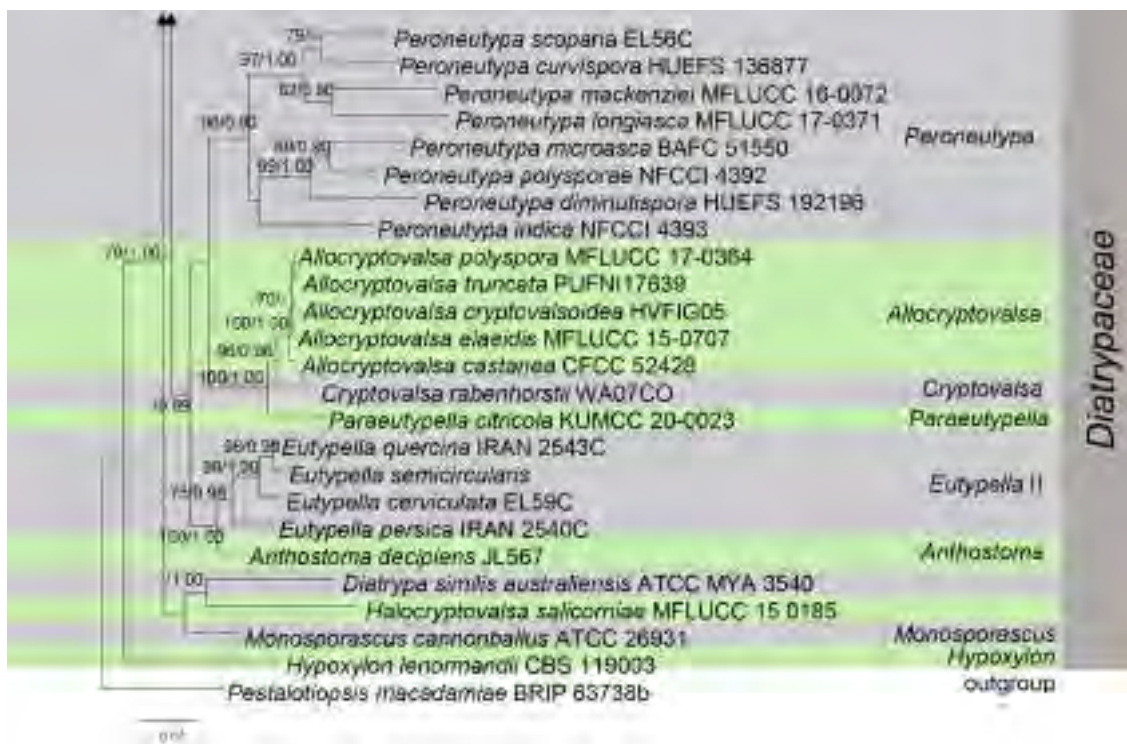 Peroneutypa scoparia EL56C
Peroneutypa curvispora HUEFS 136877
97/1.00
Peroneutypa mackenziei MFLUCC 16-0072
Peroneutypa longiasca MFLUCC 17-0371
Peroneutypa
Peroneutypa microasca BAFC 51550
99/1.00
Peroneutypa polysporae NFCCI 4392
Peroneutypa diminutispora HUEFS 192196
Peroneutypa indica NFCCI 4393
Allocryptovalsa polyspora MFLUCC 17-0364
Allocryptovalsa truncata PUFNI17639
Allocryptovalsa cryptovalsoidea HVFIG05
Allocryptovalsa
100/1.00
Allocryptovalsa elaeidis MFLUCC 15-0707
Allocryptovalsa castanea CFCC 52428
100/1.00
Cryptovalsa rabenhorstii WA07CO
Cryptovalsa
Paraeutypella citricola KUMCC 20-0023
Paraeutypella
Eutypella quercina IRAN 2543C
Eutypella semicircularis
Eutypella II
Eutypella cerviculata EL59C
Eutypella persica IRAN 2540C
100/1.00
Anthostoma decipiens JL567
Anthostoma
/1.00
Diatrypa similis australiensis ATCC MYA 3540
Halocryptovalsa salicorniae MFLUCC 15 0185
Monosporascus cannonballus ATCC 26931
Monosporascus
Hypoxylon lenormandii CBS 119003
Hypoxylon
Pestalotiopsis macadamiae BRIP 63738b
outgroup
Diatrypaceae